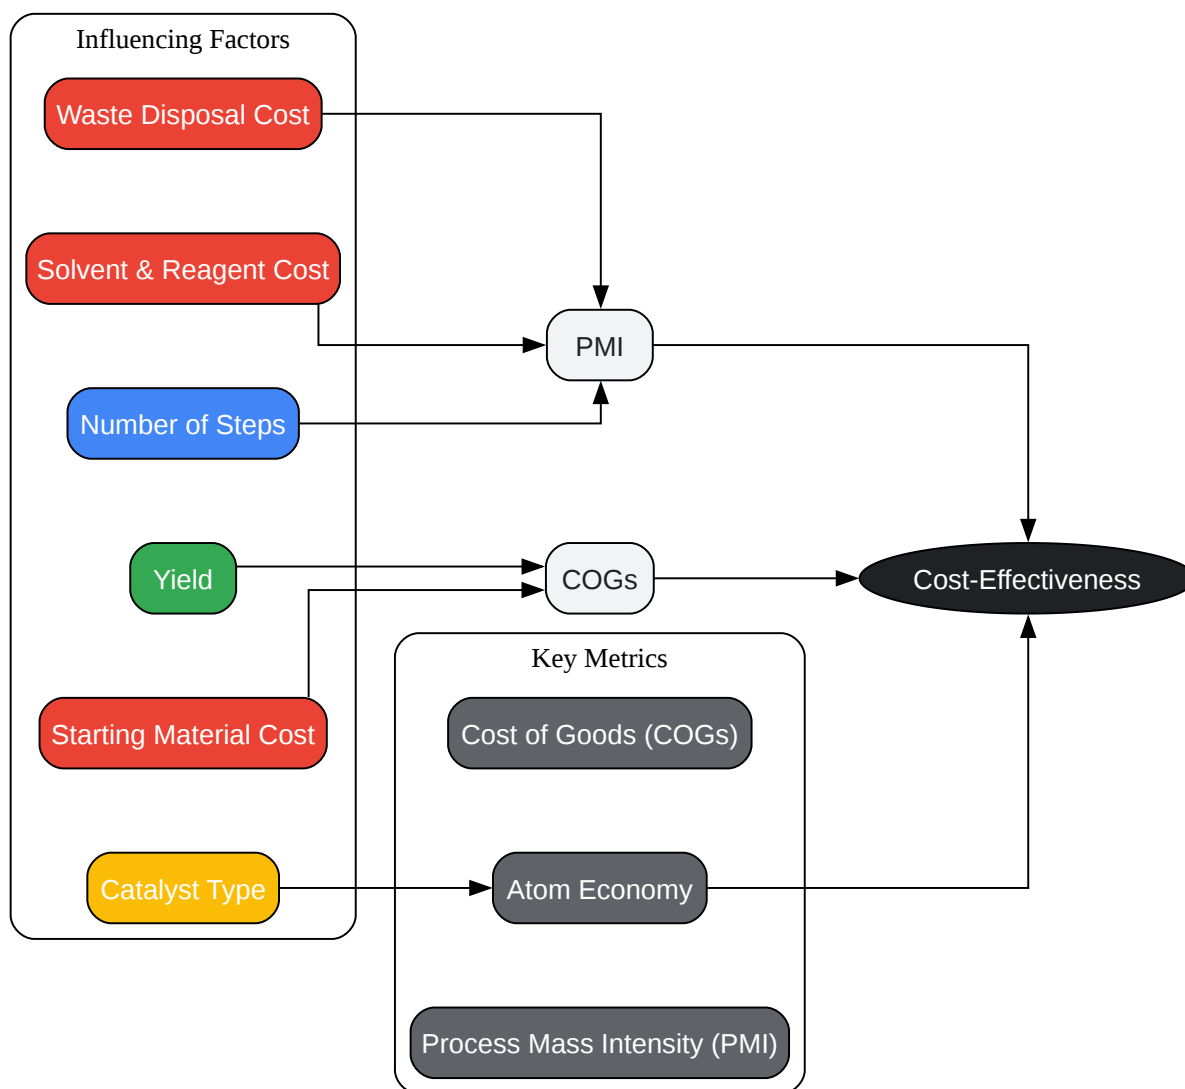 Influencing Factors
Waste Disposal Cost
Solvent & Reagent Cost
Number of Steps
Yield
Starting Material Cost
Catalyst Type
PMI
COGs
Key Metrics
Cost of Goods (COGs)
Atom Economy
Process Mass Intensity (PMI)
Cost-Effectiveness